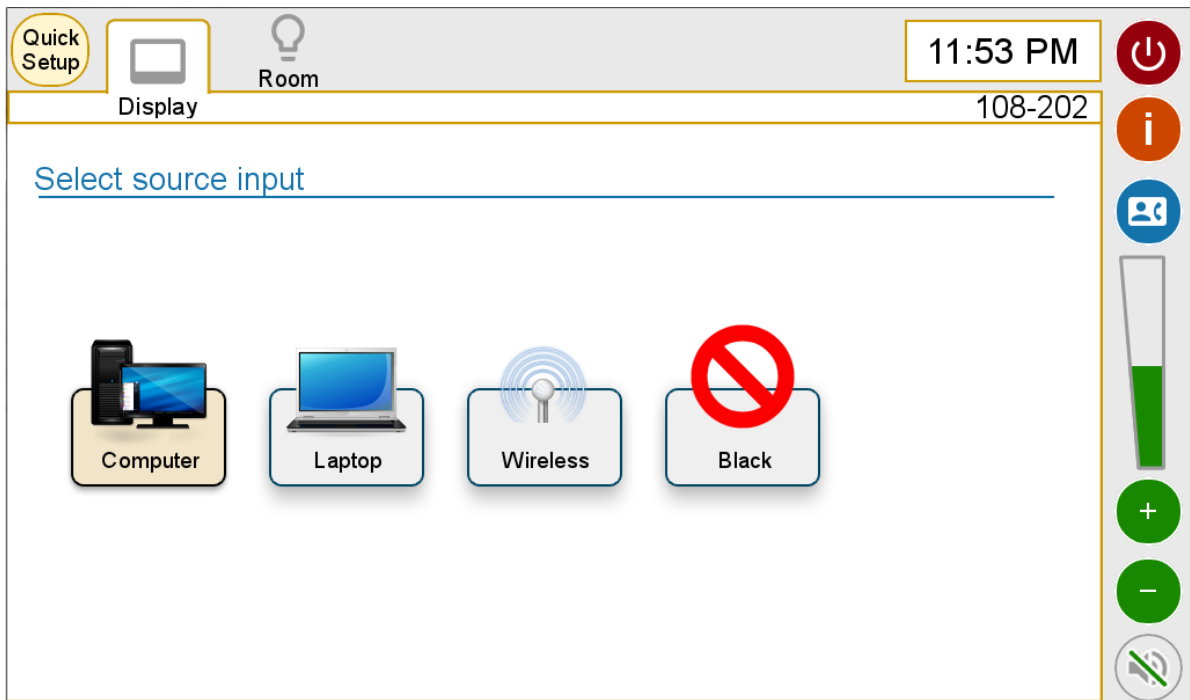 Quick
Setup
Display
Room
11:53 PM
108-202
i
Select source input
Computer
Laptop
Wireless
Black
+
−